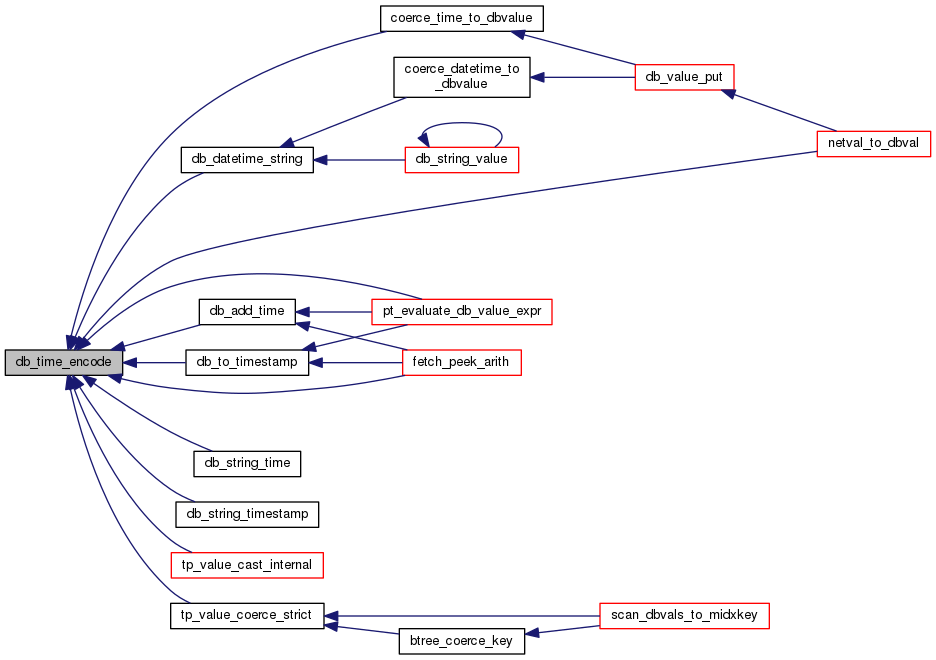 coerce_time_to_dbvalue
coerce_datetime_to
_dbvalue
db_value_put
netval_to_dbval
db_datetime_string
db_string_value
db_add_time
pt_evaluate_db_value_expr
db_time_encode
db_to_timestamp
fetch_peek_arith
db_string_time
db_string_timestamp
tp_value_cast_internal
tp_value_coerce_strict
scan_dbvals_to_midxkey
btree_coerce_key